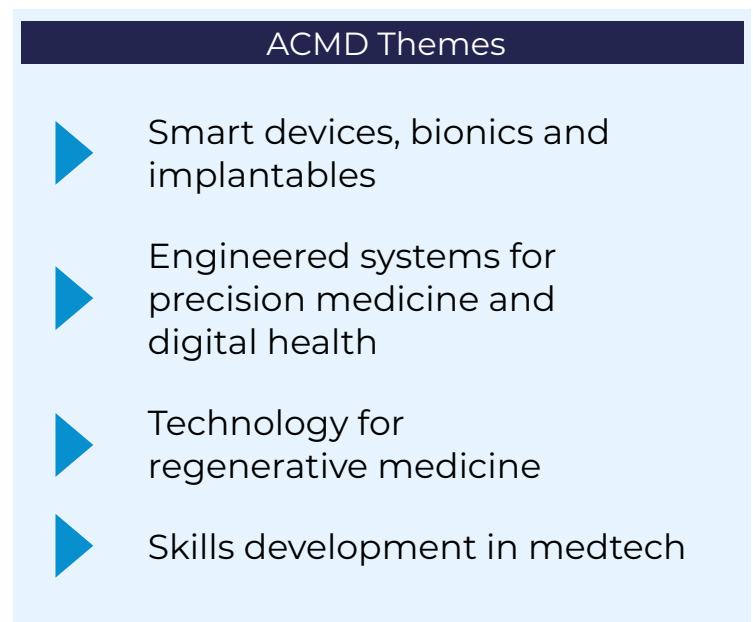 ACMD Themes
Smart devices, bionics and
implantables
Engineered systems for
precision medicine and
digital health
Technology for
regenerative medicine
Skills development in medtech